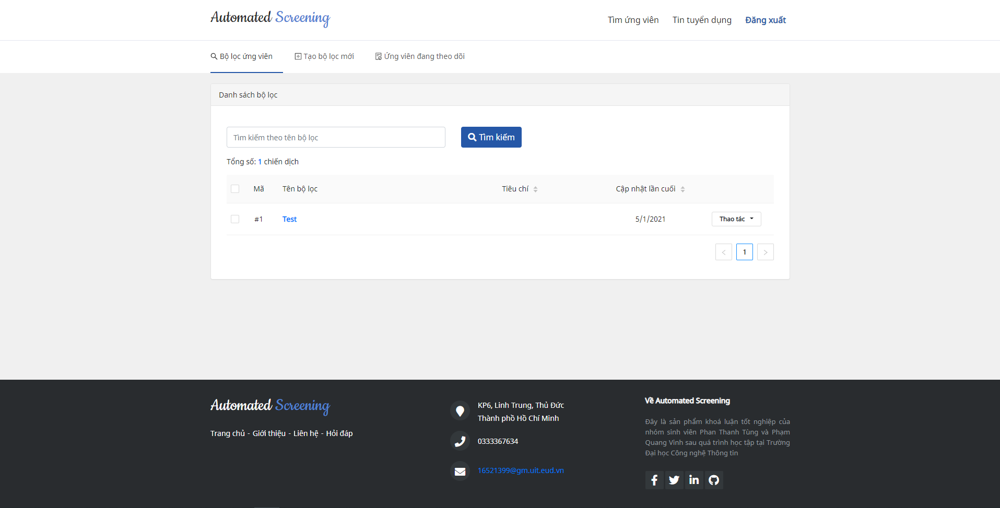 Automated Screening
Tìm ứng viên
Tin tuyển dụng
Đăng xuất
Bộ lọc ứng viên
Tạo bộ lọc mới
Ứng viên đang theo dõi
Danh sách bộ lọc
Tìm kiếm theo tên bộ lọc
Tìm kiếm
Tổng số: 1 chiến dịch
Mã
Tên bộ lọc
Tiêu chí
Cập nhật lần cuối
#1
Test
5/1/2021
Thao tác
<
1
>
Automated Screening
Trang chủ - Giới thiệu - Liên hệ - Hỏi đáp
KP6, Linh Trung, Thủ Đức
Thành phồ Hồ Chí Minh
0333367634
16521399@gm.uit.eud.vn
Về Automated Screening
Đây là sản phẩm khoá luận tốt nghiệp của
nhóm sinh viên Phan Thanh Tùng và Phạm
Quang Vinh sau quá trình học tập tại Trường
Đại học Công nghệ Thông tin